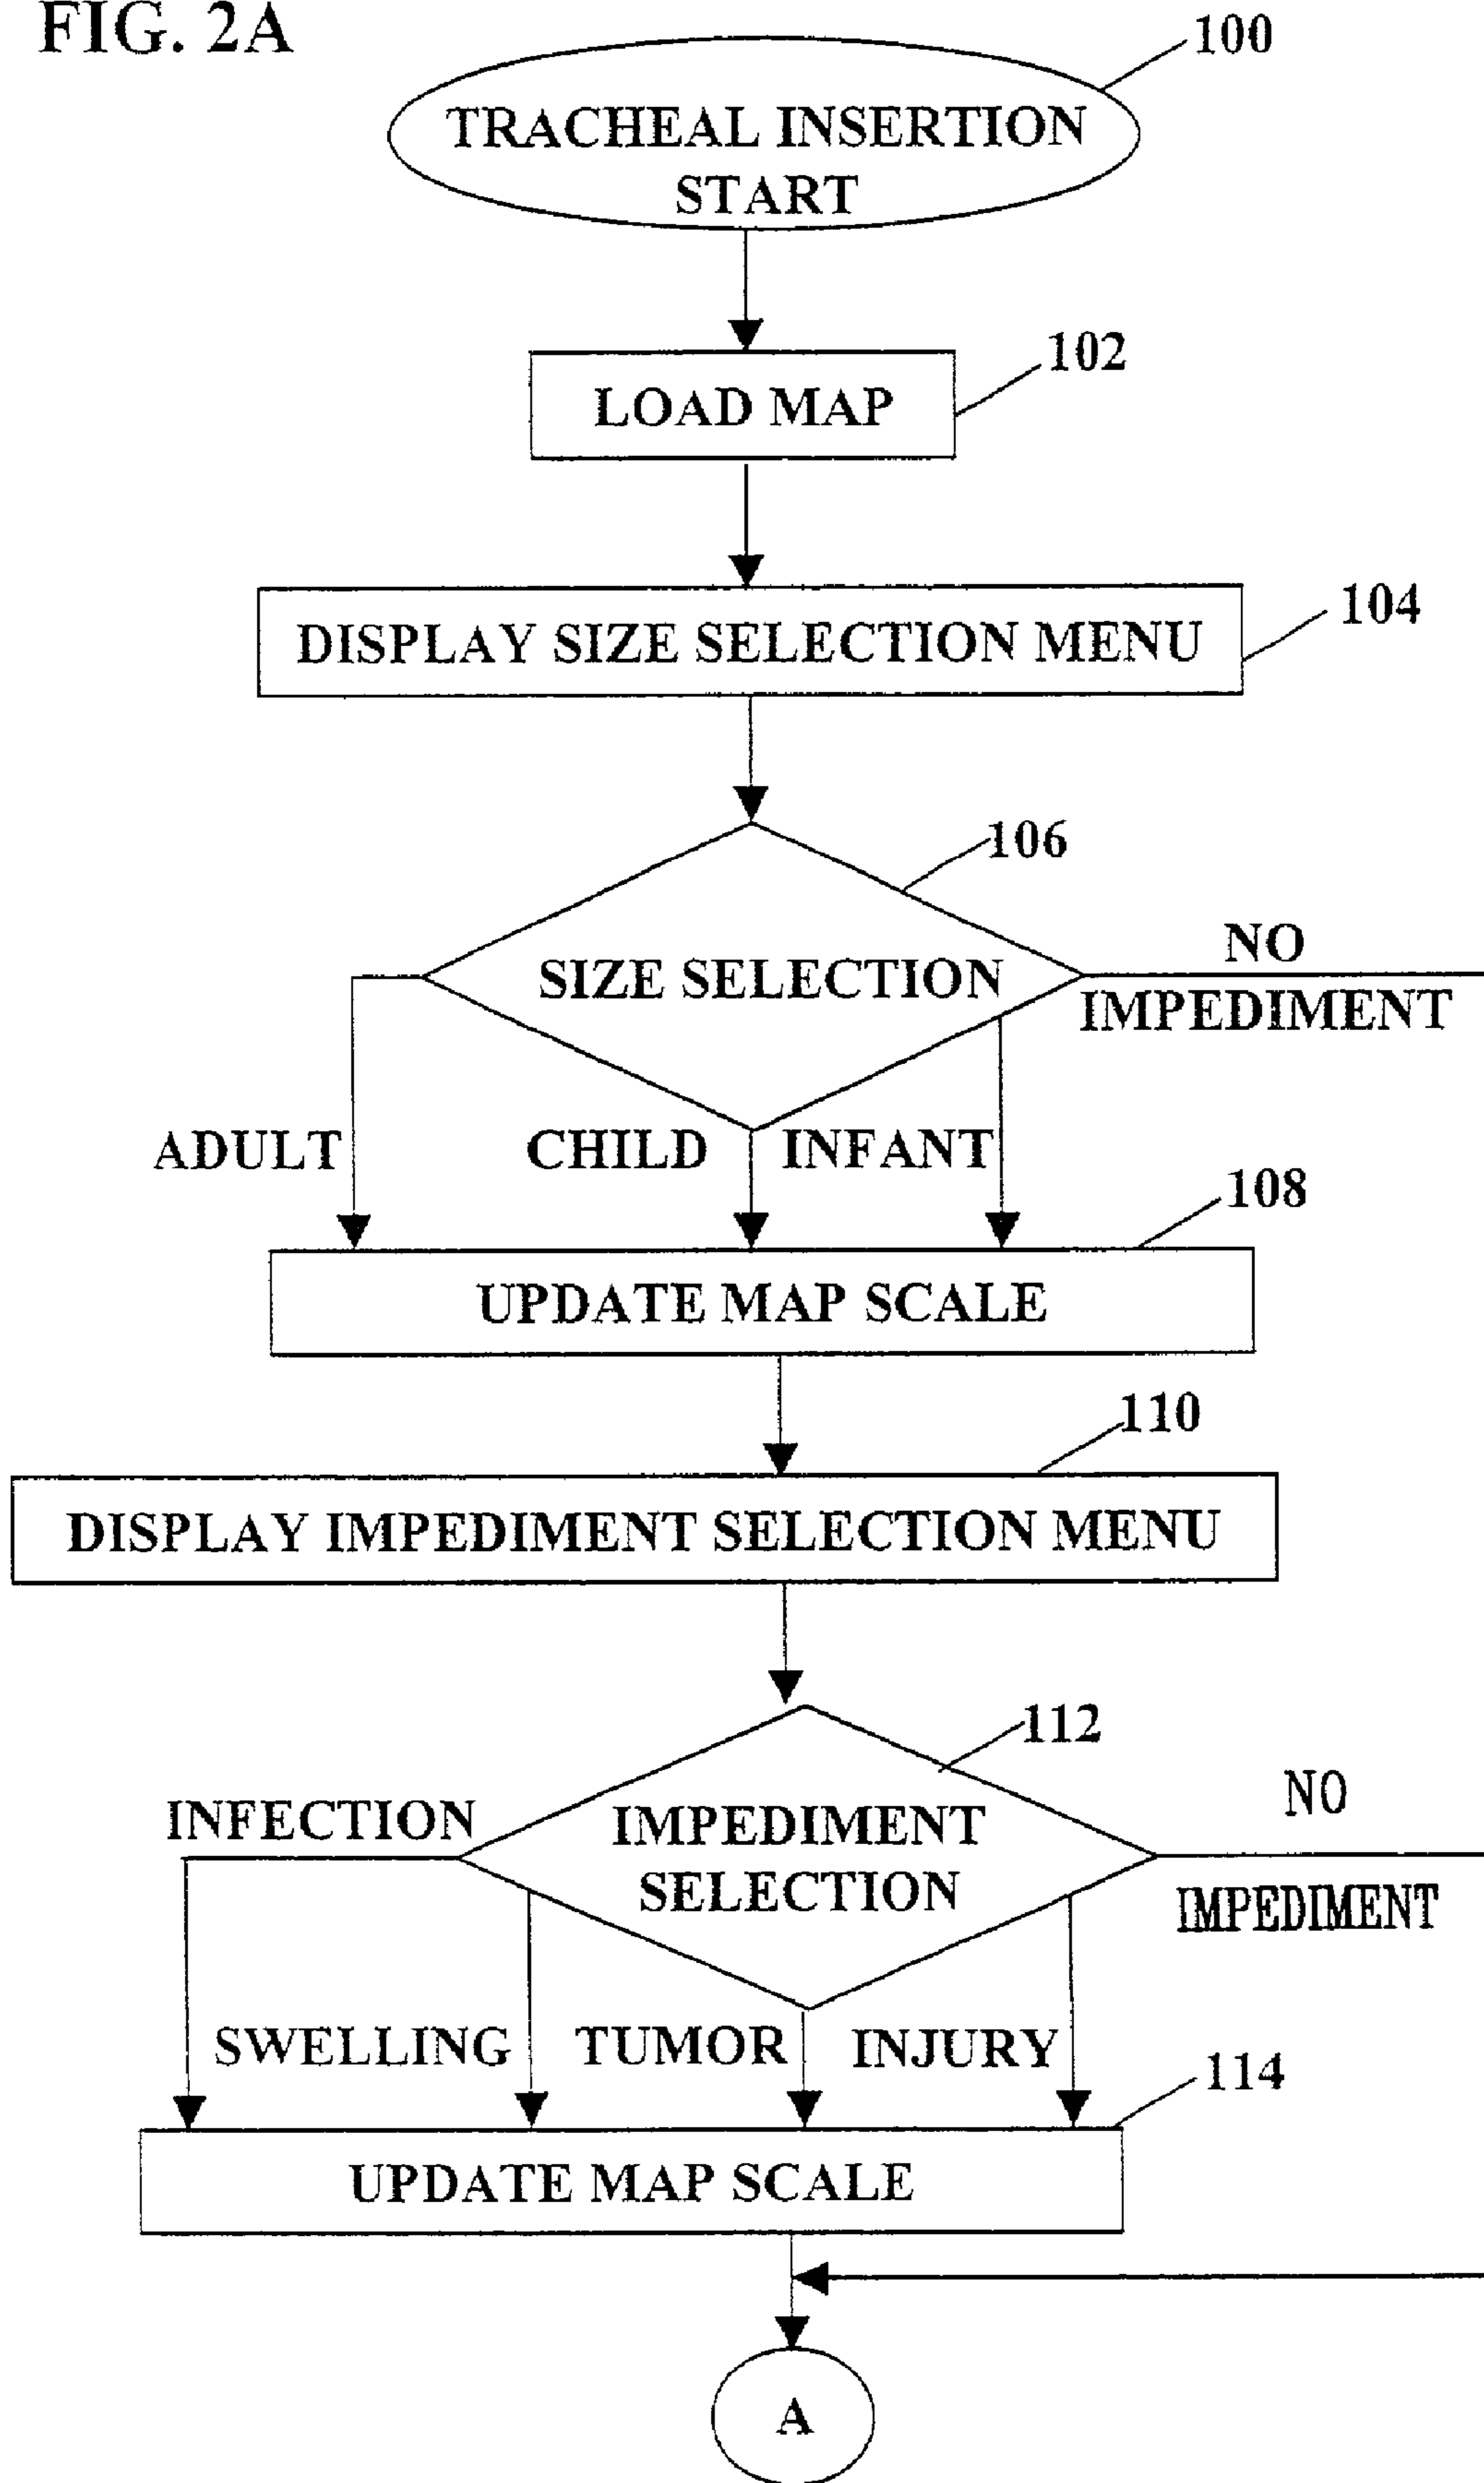 FIG. 2A
100
TRACHEAL INSERTION
START
102
LOAD MAP
104
DISPLAY SIZE SELECTION MENU
106
SIZE SELECTION
NO
IMPEDIMENT
ADULT
CHILD
INFANT
108
UPDATE MAP SCALE
110
DISPLAY IMPEDIMENT SELECTION MENU
112
INFECTION
IMPEDIMENT
SELECTION
NO
IMPEDIMENT
SWELLING
TUMOR
INJURY
114
UPDATE MAP SCALE
A